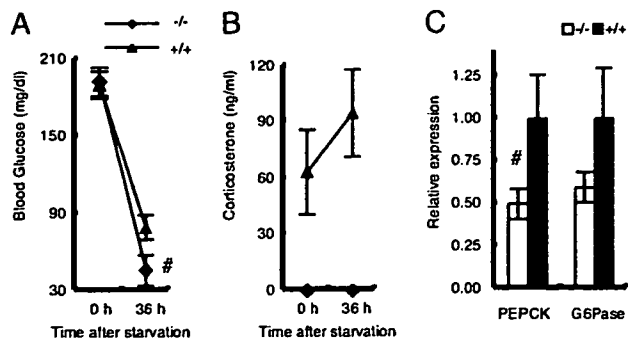 A
-/-
+/+
Blood Glucose (mg/dl)
210
150
90
30
0 h 36 h
Time after starvation
B
Corticosterone (ng/ml)
120
90
60
30
0
0 h 36 h
Time after starvation
C
-/- +/+
Relative expression
1.25
1.00
0.75
0.50
0.25
0.00
#
#
PEPCK G6Pase